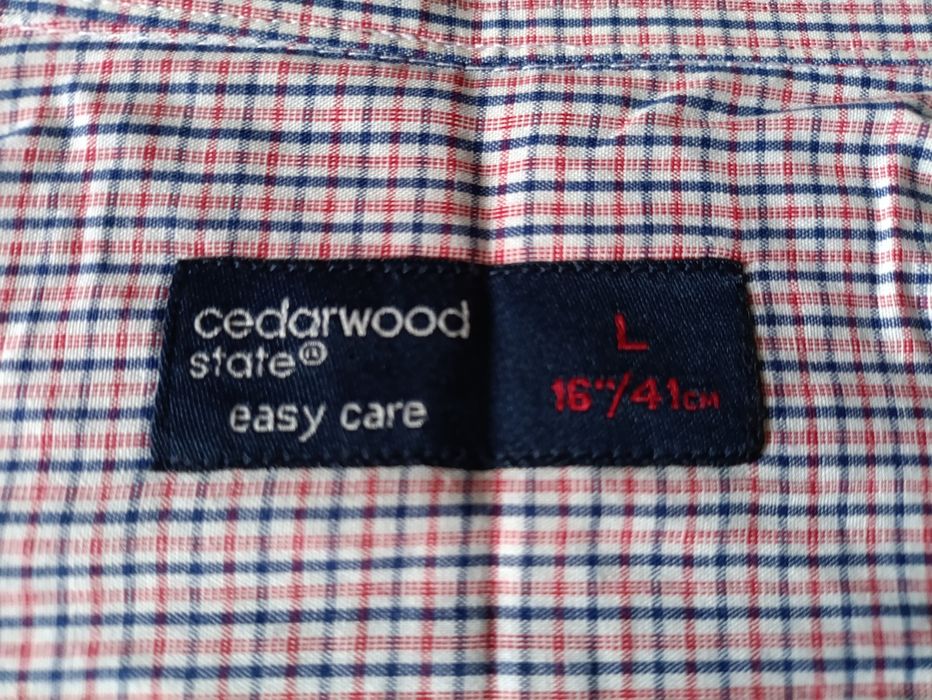 cedarwood
state®
easy care
L
16"/41cm